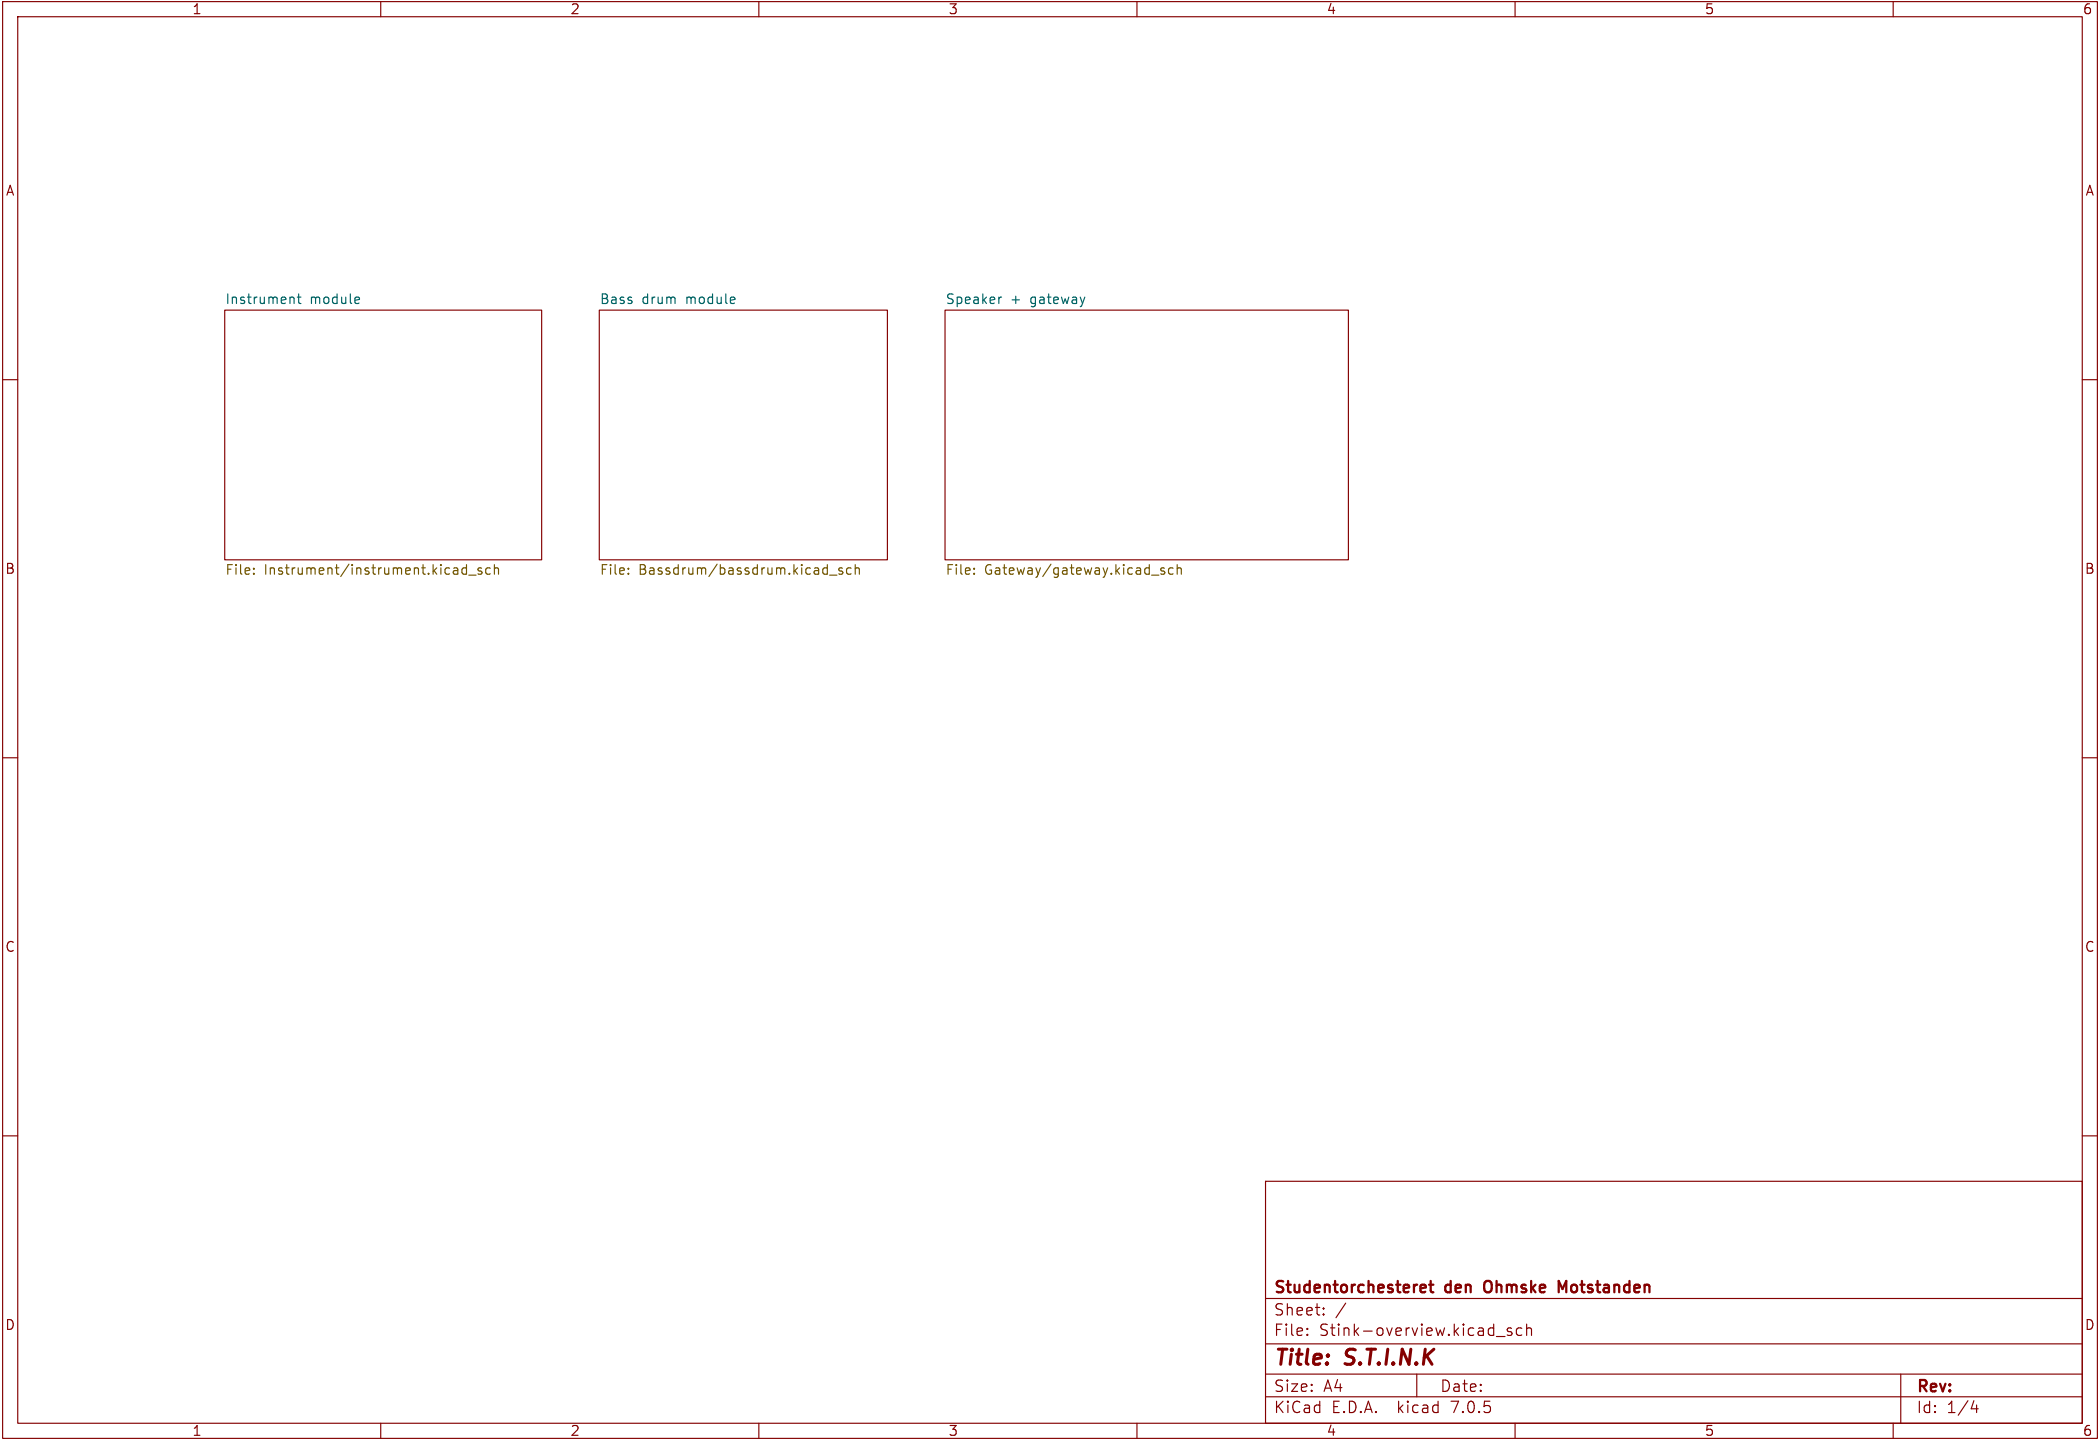 1 2 3 4 5 6
A A
Instrument module Bass drum module Speaker + gateway
B B
File: Instrument/instrument.kicad_sch File: Bassdrum/bassdrum.kicad_sch File: Gateway/gateway.kicad_sch
C C
Studentorchesteret den Ohmske Motstanden
Sheet: /
D D
File: Stink-overview.kicad_sch
Title: S.T.I.N.K
Size: A4 Date: Rev:
KiCad E.D.A. kicad 7.0.5 Id: 1/4
1 2 3 4 5 6